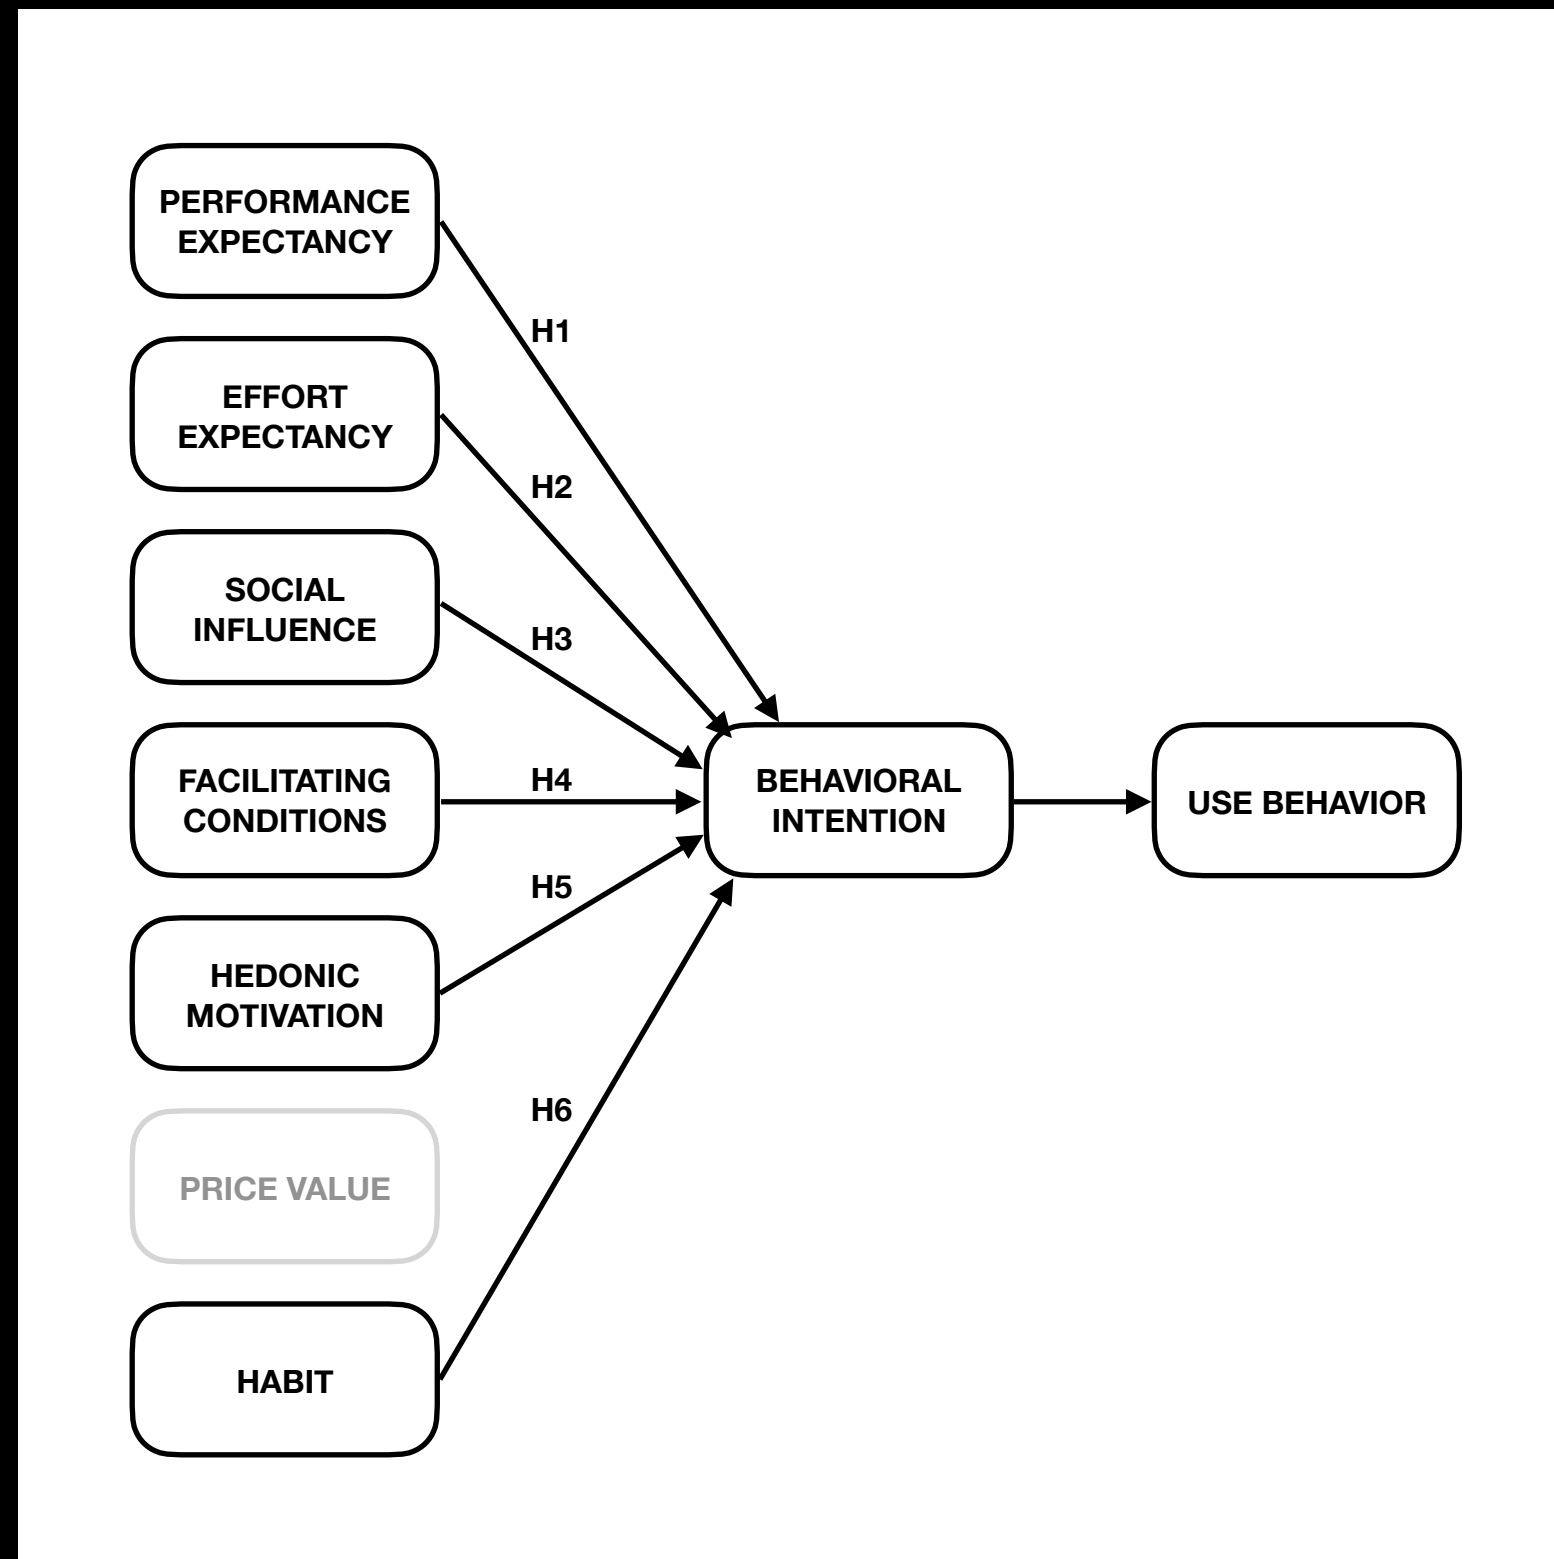 PERFORMANCE
EXPECTANCY
H1
EFFORT
EXPECTANCY
H2
SOCIAL
INFLUENCE
H3
FACILITATING
CONDITIONS
H4
BEHAVIORAL
INTENTION
USE BEHAVIOR
H5
HEDONIC
MOTIVATION
H6
PRICE VALUE
HABIT